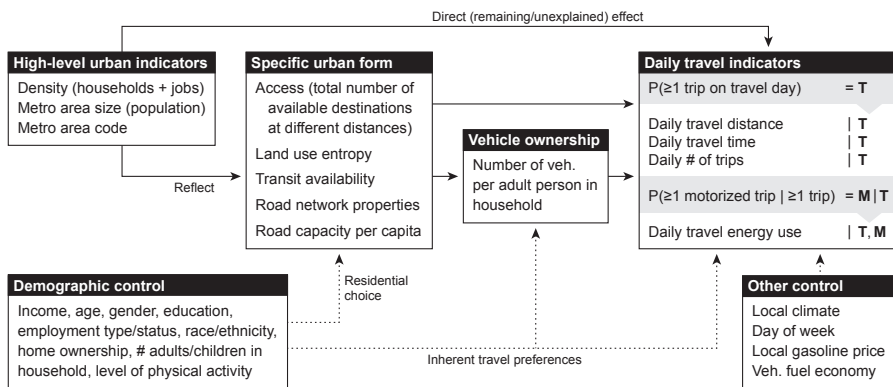 Direct (remaining/unexplained) effect
High-level urban indicators
Density (households + jobs)
Metro area size (population)
Metro area code
Reflect
Specific urban form
Access (total number of
available destinations
at different distances)
Land use entropy
Transit availability
Road network properties
Road capacity per capita
Vehicle ownership
Number of veh.
per adult person in
household
Daily travel indicators
P(≥1 trip on travel day) = T
Daily travel distance | T
Daily travel time | T
Daily # of trips | T
P(≥1 motorized trip | ≥1 trip) = M | T
Daily travel energy use | T, M
Demographic control
Income, age, gender, education,
employment type/status, race/ethnicity,
home ownership, # adults/children in
household, level of physical activity
Residential
choice
Inherent travel preferences
Other control
Local climate
Day of week
Local gasoline price
Veh. fuel economy